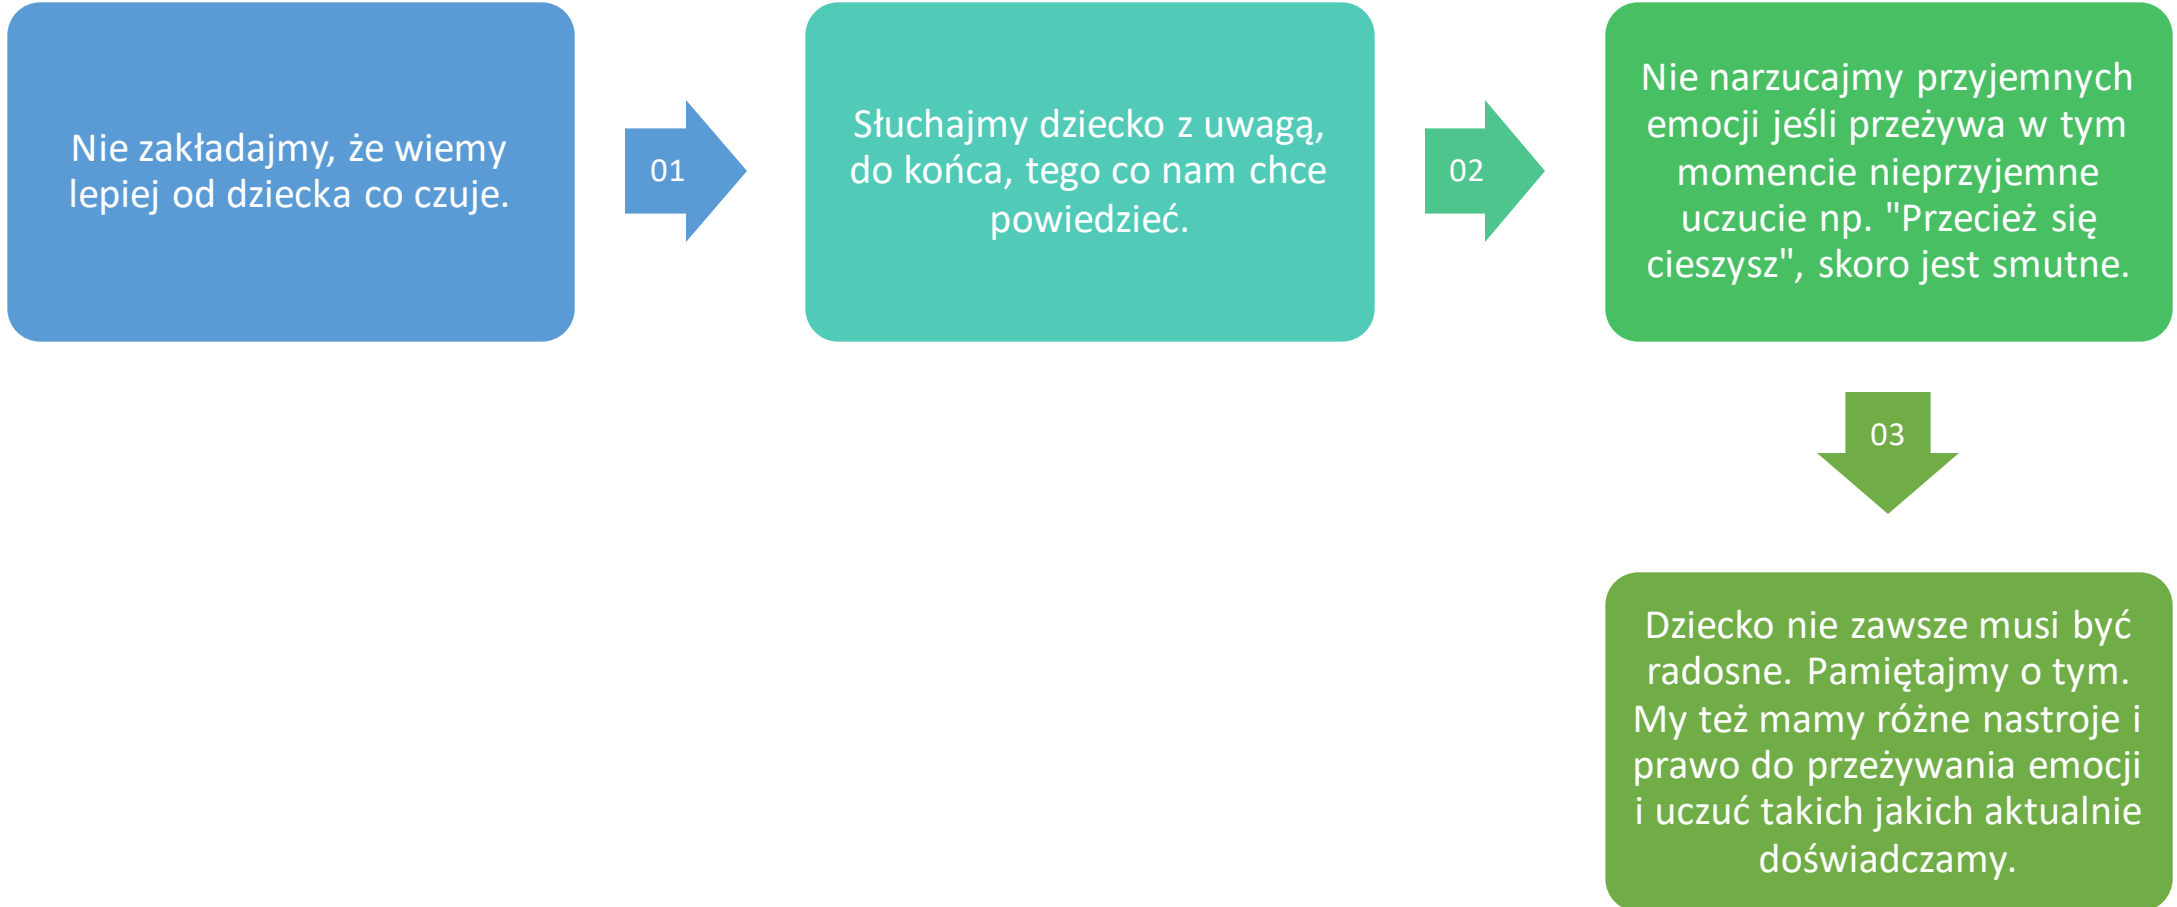 Nie zakładajmy, że wiemy
lepiej od dziecka co czuje.
01
Słuchajmy dziecko z uwagą,
do końca, tego co nam chce
powiedzieć.
02
Nie narzucajmy przyjemnych
emocji jeśli przeżywa w tym
momencie nieprzyjemne
uczucie np. "Przecież się
cieszysz", skoro jest smutne.
03
Dziecko nie zawsze musi być
radosne. Pamiętajmy o tym.
My też mamy różne nastroje i
prawo do przeżywania emocji
i uczuć takich jakich aktualnie
doświadczamy.